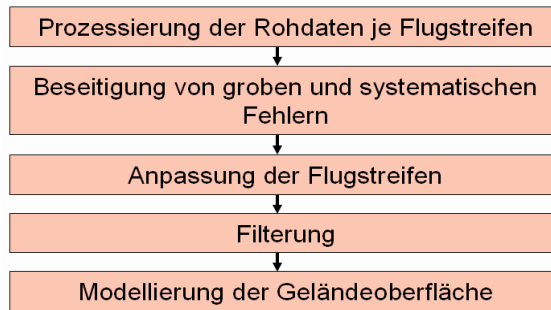 Prozessierung der Rohdaten je Flugstreifen
Beseitigung von groben und systematischen
Fehlern
Anpassung der Flugstreifen
Filterung
Modellierung der Geländeoberfläche